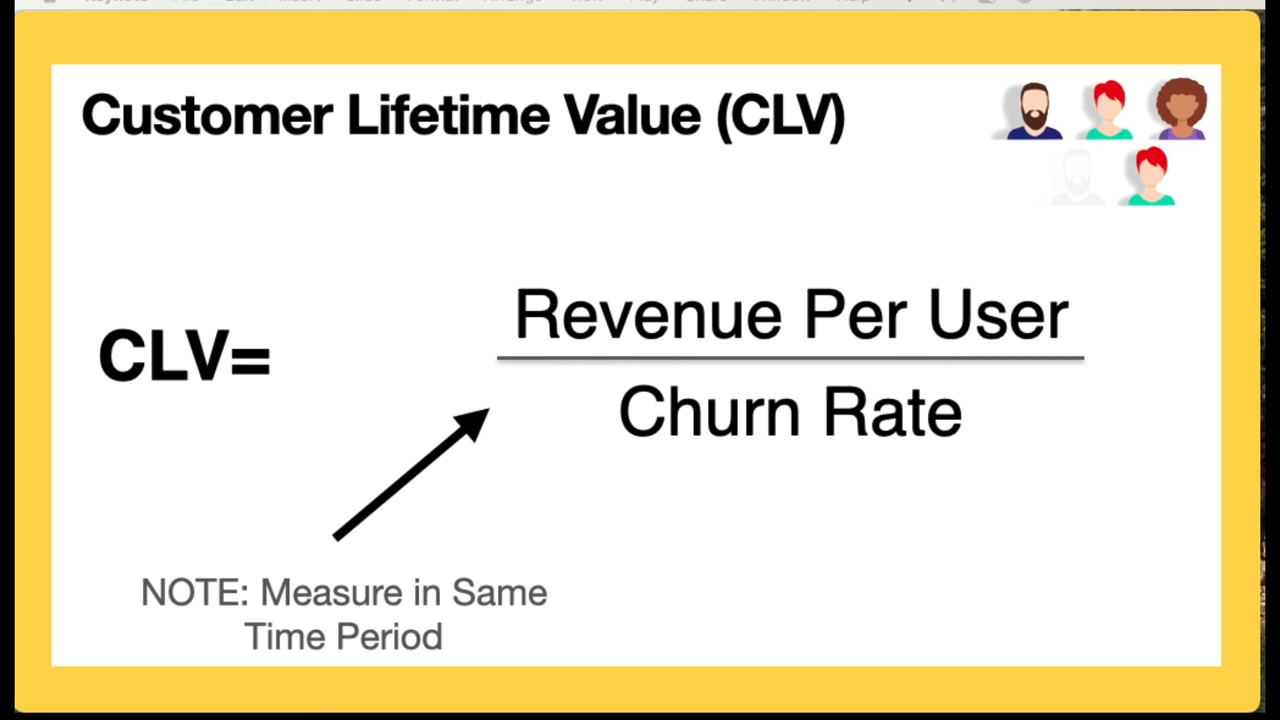 Customer Lifetime Value (CLV)
CLV=
Revenue Per User
Churn Rate
NOTE: Measure in Same
Time Period